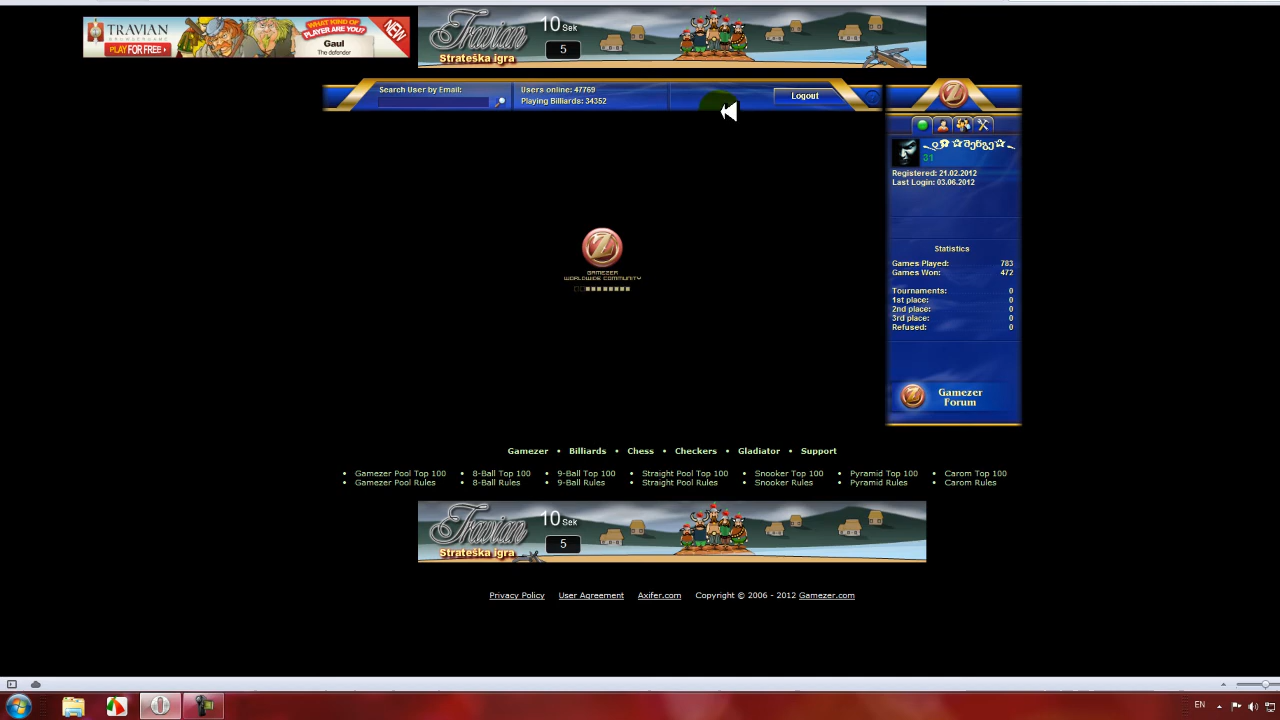 TRAVIAN
BROWSERGAME
PLAY FOR FREE
WHAT KIND OF
PLAYER ARE YOU?
Gaul
The defender
NEW
Travian
Strateška igra
10 Sek
5
Search User by Email:
Users online: 47769
Playing Billiards: 34352
Logout
31
Registered: 21.02.2012
Last Login: 03.06.2012
Statistics
Games Played: 783
Games Won: 472
Tournaments: 0
1st place: 0
2nd place: 0
3rd place: 0
Refused: 0
Gamezer
Forum
GAMEZER
WORLDWIDE COMMUNITY
Gamezer • Billiards • Chess • Checkers • Gladiator • Support
• Gamezer Pool Top 100 • 8-Ball Top 100 • 9-Ball Top 100 • Straight Pool Top 100 • Snooker Top 100 • Pyramid Top 100 • Carom Top 100
• Gamezer Pool Rules • 8-Ball Rules • 9-Ball Rules • Straight Pool Rules • Snooker Rules • Pyramid Rules • Carom Rules
Travian
Strateška igra
10 Sek
5
Privacy Policy User Agreement Axifer.com Copyright © 2006 - 2012 Gamezer.com
EN